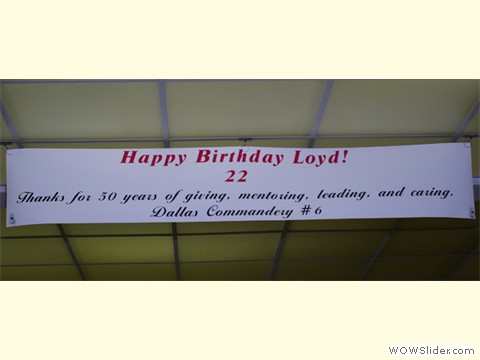 Happy Birthday Loyd!
22
Thanks for 50 years of giving, mentoring, leading, and caring.
Dallas Commandery # 6
WOWSlider.com